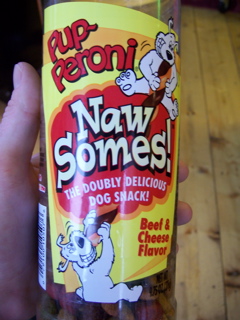 Pup-
Peroni
Naw
Somes!
THE DOUBLY DELICIOUS
DOG SNACK!
Beef &
Cheese
Flavor